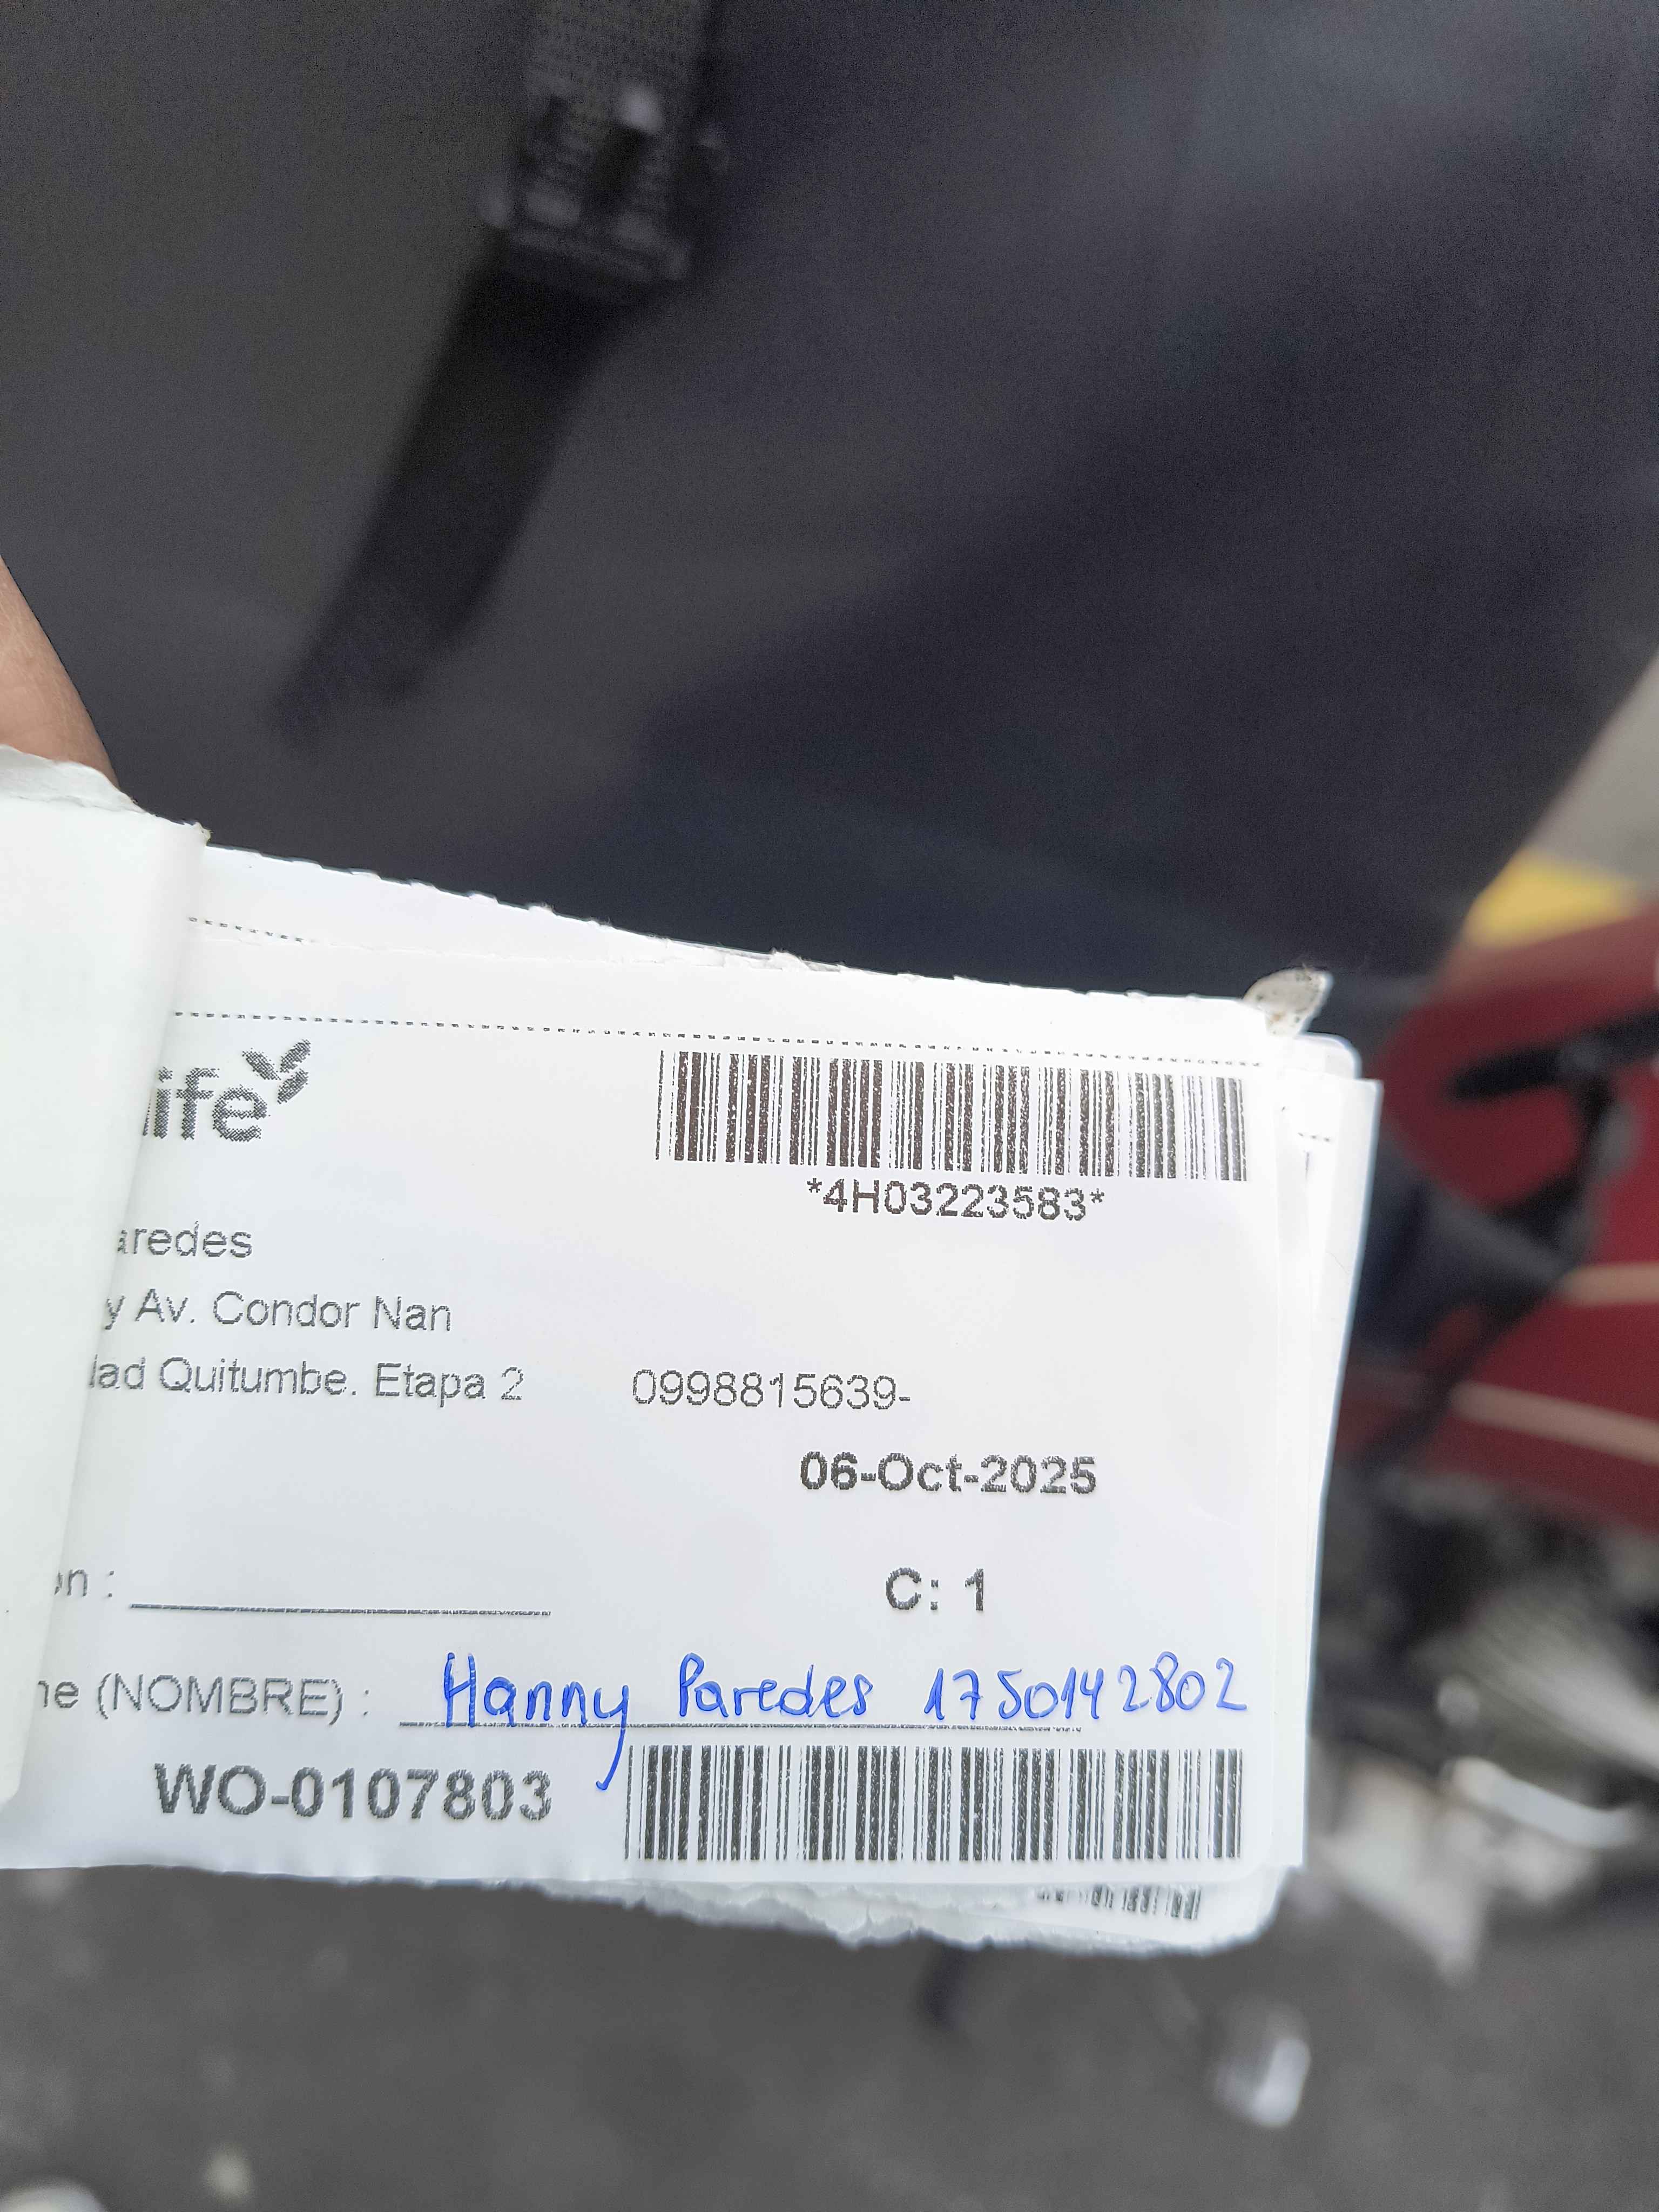 life
*4H03223583*
aredes
y Av. Condor Nan
dad Quitumbe. Etapa 2 0998815639-
06-Oct-2025
on : C: 1
ne (NOMBRE) : Hanny Paredes 1750142802
WO-0107803